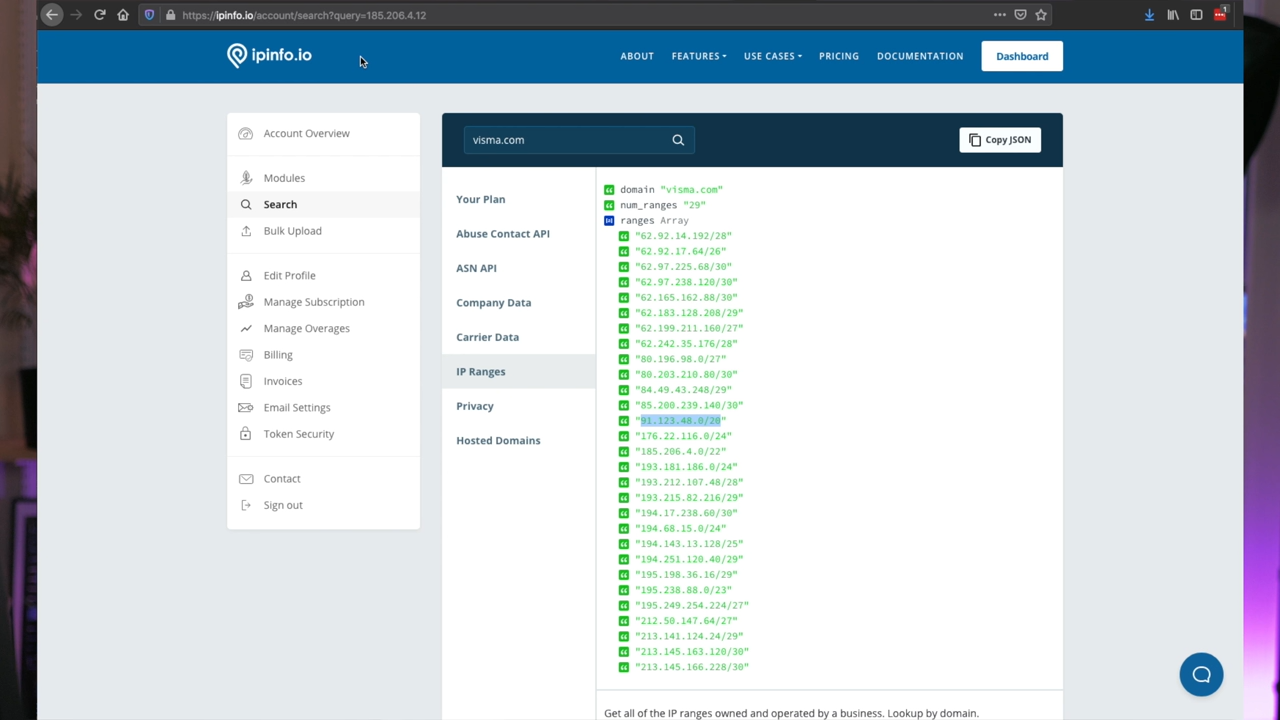 https://ipinfo.io/account/search?query=185.206.4.12
1
ipinfo.io
ABOUT
FEATURES
USE CASES
PRICING
DOCUMENTATION
Dashboard
Account Overview
Modules
Search
Bulk Upload
Edit Profile
Manage Subscription
Manage Overages
Billing
Invoices
Email Settings
Token Security
Contact
Sign out
visma.com
Copy JSON
Your Plan
Abuse Contact API
ASN API
Company Data
Carrier Data
IP Ranges
Privacy
Hosted Domains
domain "visma.com"
num_ranges "29"
ranges Array
"62.92.14.192/28"
"62.92.17.64/26"
"62.97.225.68/30"
"62.97.238.120/30"
"62.165.162.88/30"
"62.183.128.208/29"
"62.199.211.160/27"
"62.242.35.176/28"
"80.196.98.0/27"
"80.203.210.80/30"
"84.49.43.248/29"
"85.200.239.140/30"
"91.123.48.0/20"
"176.22.116.0/24"
"185.206.4.0/22"
"193.181.186.0/24"
"193.212.107.48/28"
"193.215.82.216/29"
"194.17.238.60/30"
"194.68.15.0/24"
"194.143.13.128/25"
"194.251.120.40/29"
"195.198.36.16/29"
"195.238.88.0/23"
"195.249.254.224/27"
"212.50.147.64/27"
"213.141.124.24/29"
"213.145.163.120/30"
"213.145.166.228/30"
Get all of the IP ranges owned and operated by a business. Lookup by domain.